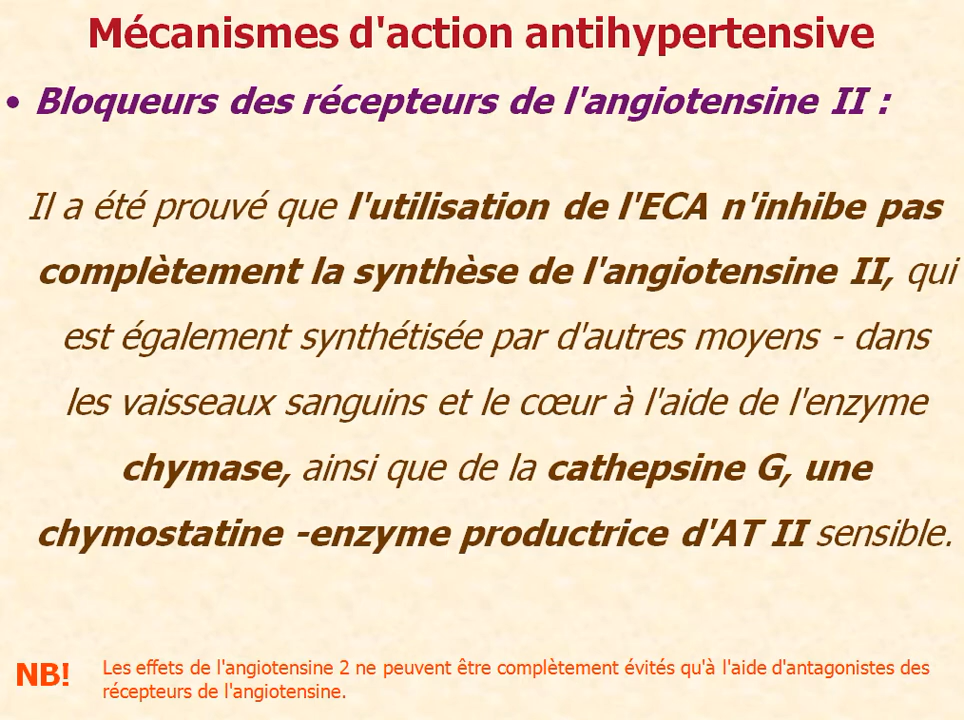 Mécanismes d'action antihypertensive
• Bloqueurs des récepteurs de l'angiotensine II :
Il a été prouvé que l'utilisation de l'ECA n'inhibe pas
complètement la synthèse de l'angiotensine II, qui
est également synthétisée par d'autres moyens - dans
les vaisseaux sanguins et le cœur à l'aide de l'enzyme
chymase, ainsi que de la cathepsine G, une
chymostatine -enzyme productrice d'AT II sensible.
NB! Les effets de l'angiotensine 2 ne peuvent être complètement évités qu'à l'aide d'antagonistes des
récepteurs de l'angiotensine.